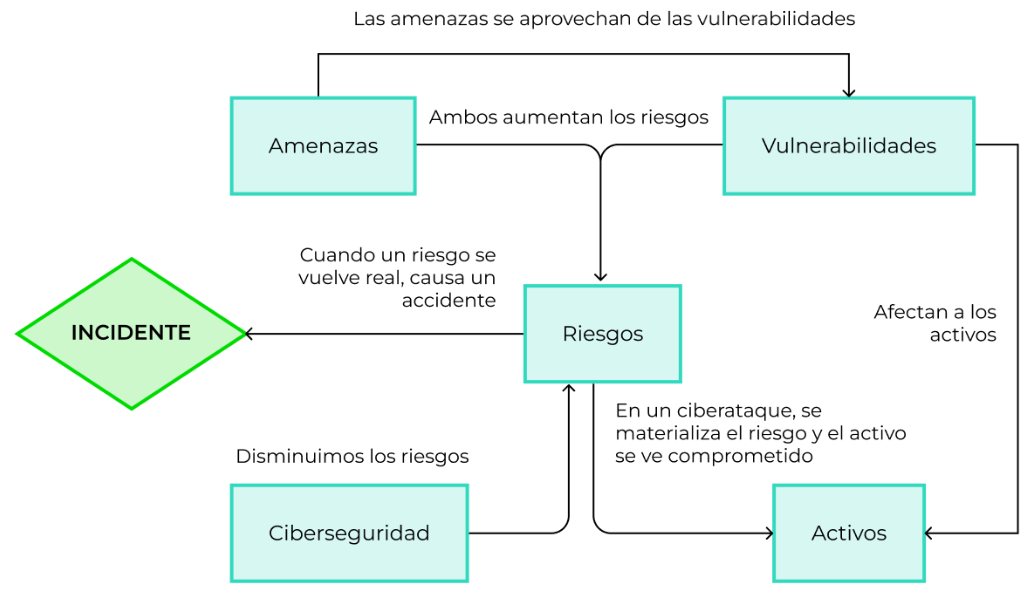 Las amenazas se aprovechan de las vulnerabilidades
Ambos aumentan los riesgos
Amenazas
Vulnerabilidades
Cuando un riesgo se
vuelve real, causa un
accidente
INCIDENTE
Riesgos
Afectan a los
activos
En un ciberataque, se
materializa el riesgo y el activo
se ve comprometido
Disminuimos los riesgos
Ciberseguridad
Activos